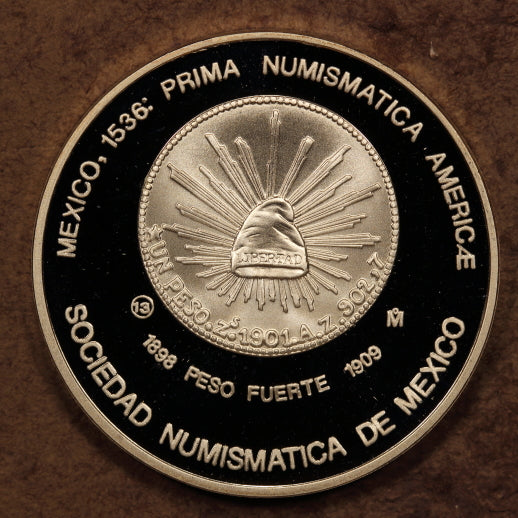 MEXICO, 1536: PRIMA NUMISMATICA AMERICÆ
LIBERTAD
UN PESO. Zˢ. 1901. A. Z. 902,7
13
Mº
1898 PESO FUERTE 1909
SOCIEDAD NUMISMATICA DE MEXICO